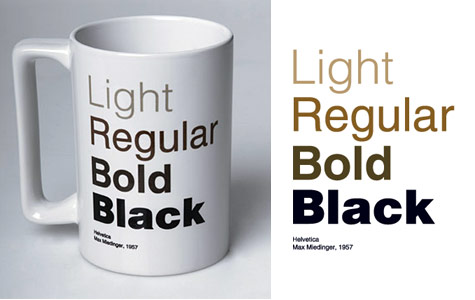 Light
Regular
Bold
Black
Helvetica
Max Miedinger, 1957
Light
Regular
Bold
Black
Helvetica
Max Miedinger, 1957